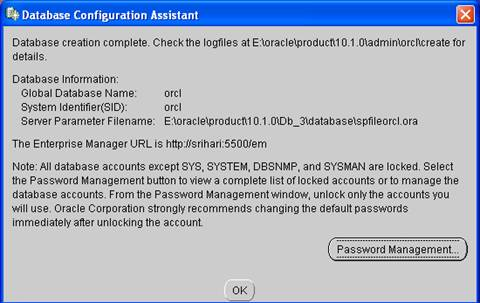 Database Configuration Assistant
Database creation complete. Check the logfiles at E:\oracle\product\10.1.0\admin\orcl\create for
details.
Database Information:
Global Database Name: orcl
System Identifier(SID): orcl
Server Parameter Filename: E:\oracle\product\10.1.0\Db_3\database\spfileorcl.ora
The Enterprise Manager URL is http://srihari:5500/em
Note: All database accounts except SYS, SYSTEM, DBSNMP, and SYSMAN are locked. Select
the Password Management button to view a complete list of locked accounts or to manage the
database accounts. From the Password Management window, unlock only the accounts you
will use. Oracle Corporation strongly recommends changing the default passwords
immediately after unlocking the account.
Password Management...
OK